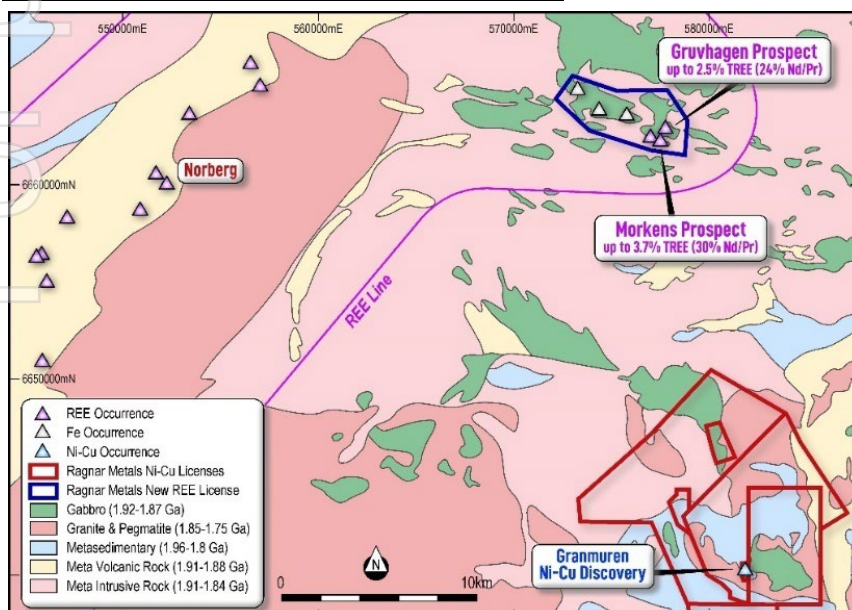 550000mE
560000mE
570000mE
580000mE
Gruvhagen Prospect
up to 2.5% TREE (24% Nd/Pr)
Norberg
6660000mN
Morkens Prospect
up to 3.7% TREE (30% Nd/Pr)
REE Line
6650000mN
REE Occurrence
Fe Occurrence
Ni-Cu Occurrence
Ragnar Metals Ni-Cu Licenses
Ragnar Metals New REE License
Gabbro (1.92-1.87 Ga)
Granite & Pegmatite (1.85-1.75 Ga)
Metasedimentary (1.96-1.8 Ga)
Meta Volcanic Rock (1.91-1.88 Ga)
Meta Intrusive Rock (1.91-1.84 Ga)
N
0
10km
Granmuren
Ni-Cu Discovery